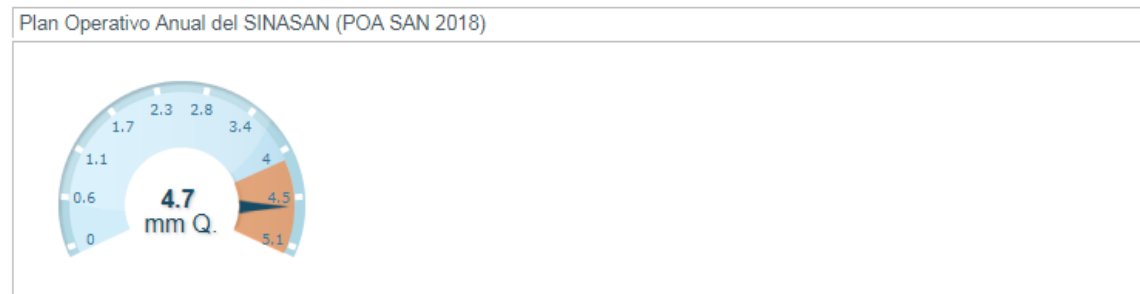 Plan Operativo Anual del SINASAN (POA SAN 2018)
2.3 2.8
1.7 3.4
1.1 4
0.6 4.7 4.5
mm Q.
0 5.1